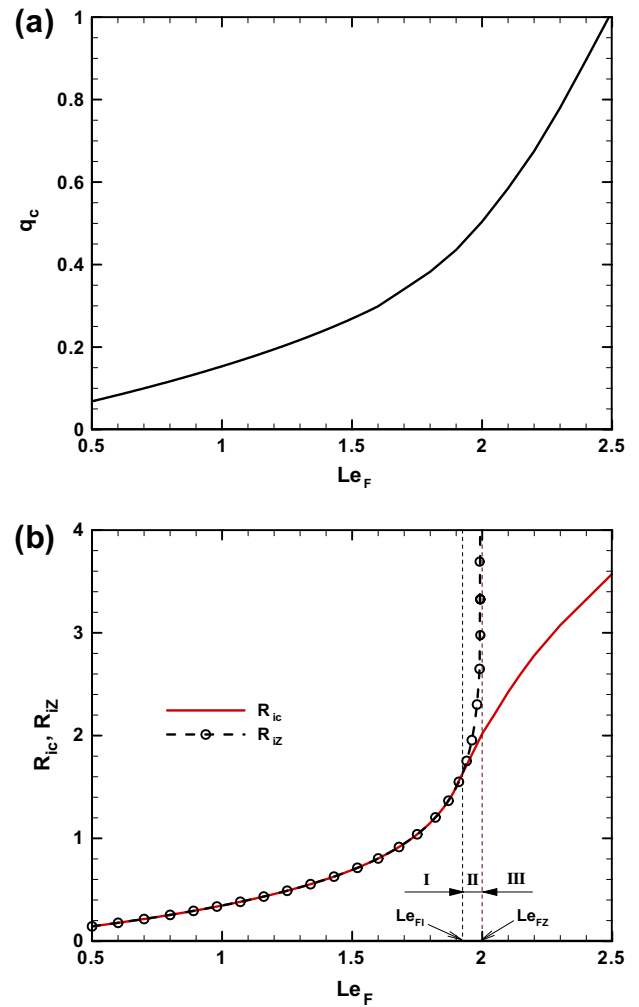 (a)
1
0.8
0.6
0.4
0.2
0
q_c
0.5 1 1.5 2 2.5
Le_F
(b)
4
3
2
1
0
R_ic, R_iZ
R_ic
R_iZ
I II III
Le_FI Le_FZ
0.5 1 1.5 2 2.5
Le_F